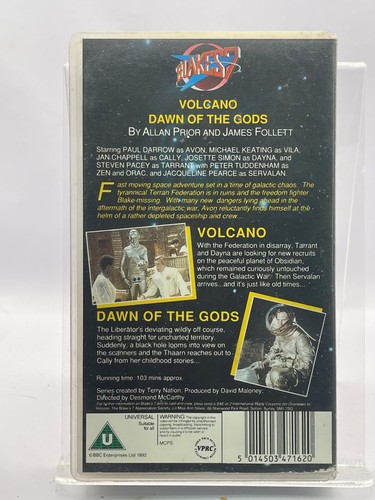 BLAKES 7
VOLCANO
DAWN OF THE GODS
BY ALLAN PRIOR AND JAMES FOLLETT
Starring PAUL DARROW as AVON, MICHAEL KEATING as VILA,
JAN CHAPPELL as CALLY, JOSETTE SIMON as DAYNA, and
STEVEN PACEY as TARRANT with PETER TUDDENHAM as
ZEN and ORAC, and JACQUELINE PEARCE as SERVALAN.
Fast moving space adventure set in a time of galactic chaos. The
tyrannical Terran Federation is in ruins and the freedom fighter
Blake-missing. With many new dangers lying ahead in the
aftermath of the intergalactic war, Avon reluctantly finds himself at the
helm of a rather depleted spaceship and crew...
VOLCANO
With the Federation in disarray, Tarrant
and Dayna are looking for new recruits
on the peaceful planet of Obsidian,
which remained curiously untouched
during the Galactic War. Then Servalan
arrives...and it's just like old times...
DAWN OF THE GODS
The Liberator's deviating wildly off course,
heading straight for uncharted territory.
Suddenly, a black hole looms into view on
the scanners and the Thaarn reaches out to
Cally from her childhood stories...
Running time: 103 mins approx.
Series created by Terry Nation, Produced by David Maloney,
Directed by Desmond McCarthy
UNIVERSAL
Suitable
for all
U
WARNING
MCPS
VPRC
©BBC Enterprises Ltd 1992
5 014503 471620